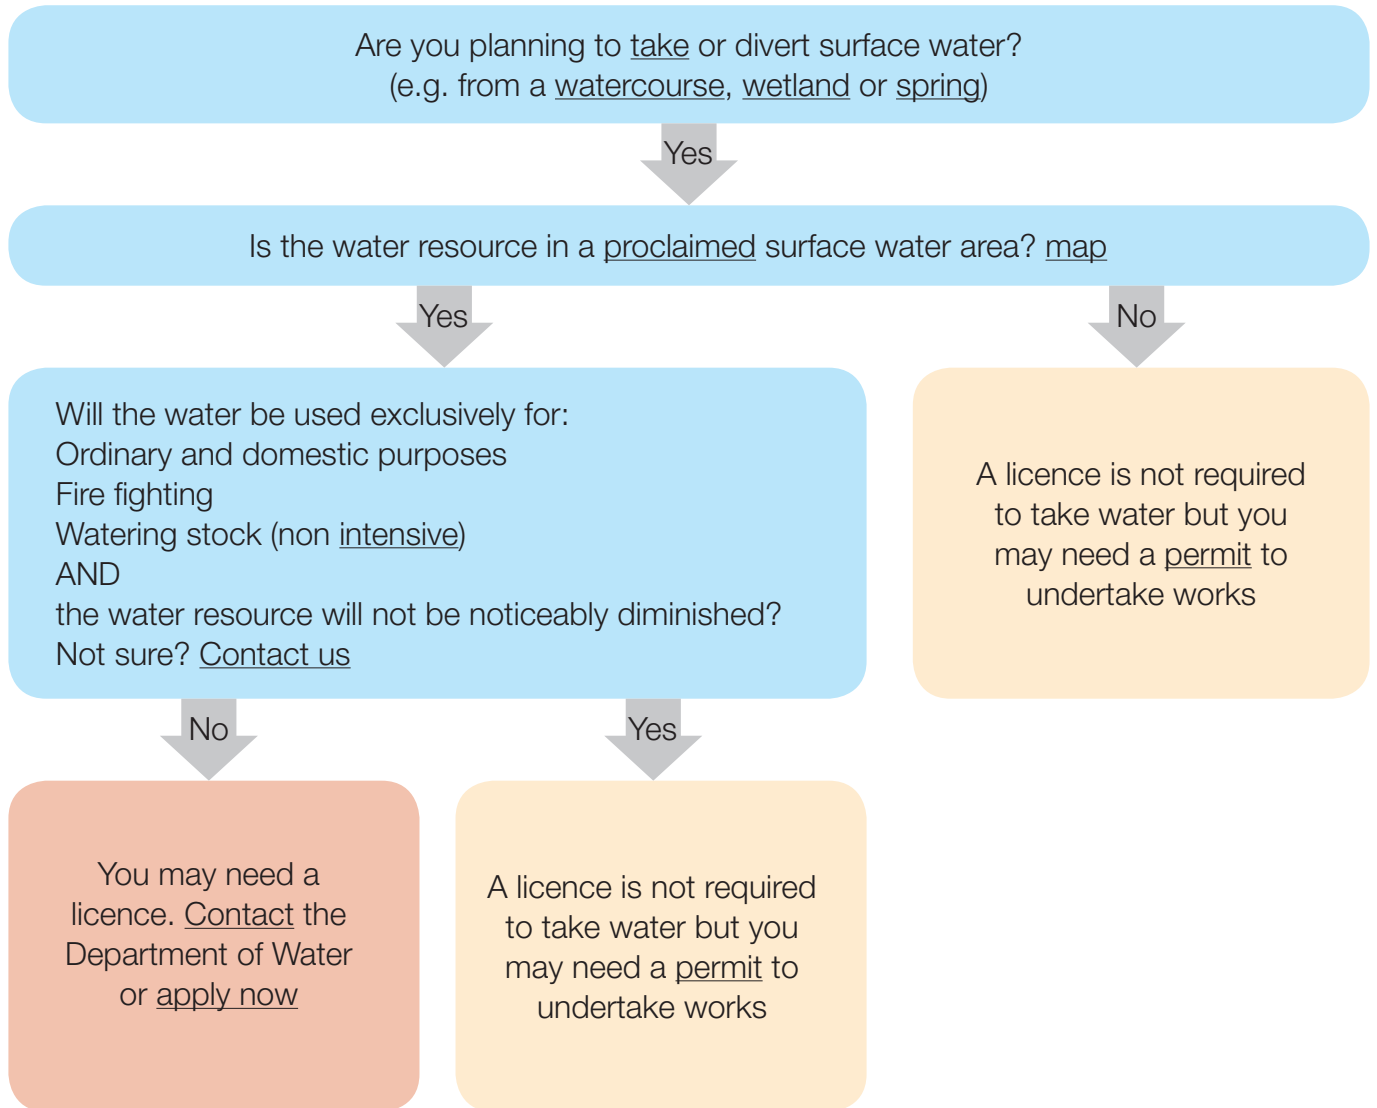 Are you planning to take or divert surface water?
(e.g. from a watercourse, wetland or spring)
Yes
Is the water resource in a proclaimed surface water area? map
Yes
No
Will the water be used exclusively for:
Ordinary and domestic purposes
Fire fighting
Watering stock (non intensive)
AND
the water resource will not be noticeably diminished?
Not sure? Contact us
A licence is not required
to take water but you
may need a permit to
undertake works
No
Yes
You may need a
licence. Contact the
Department of Water
or apply now
A licence is not required
to take water but you
may need a permit to
undertake works